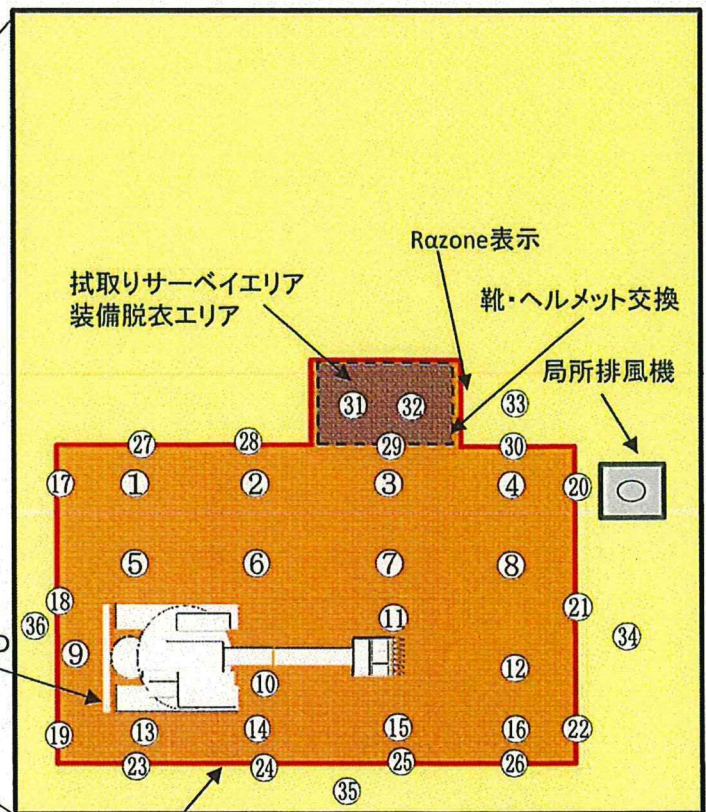 Rαzone表示
拭取りサーベイエリア
装備脱衣エリア
靴・ヘルメット交換
局所排風機
㉛ ㉜ ㉝
㉗ ㉘ ㉙ ㉚
⑰ ① ② ③ ④ ⑳
⑤ ⑥ ⑦ ⑧
⑱ ⑪ ㉑
㊱ ㉞
⑨ ⑫
⑩
⑲ ⑬ ⑭ ⑮ ⑯ ㉒
㉓ ㉔ ㉕ ㉖
㉟